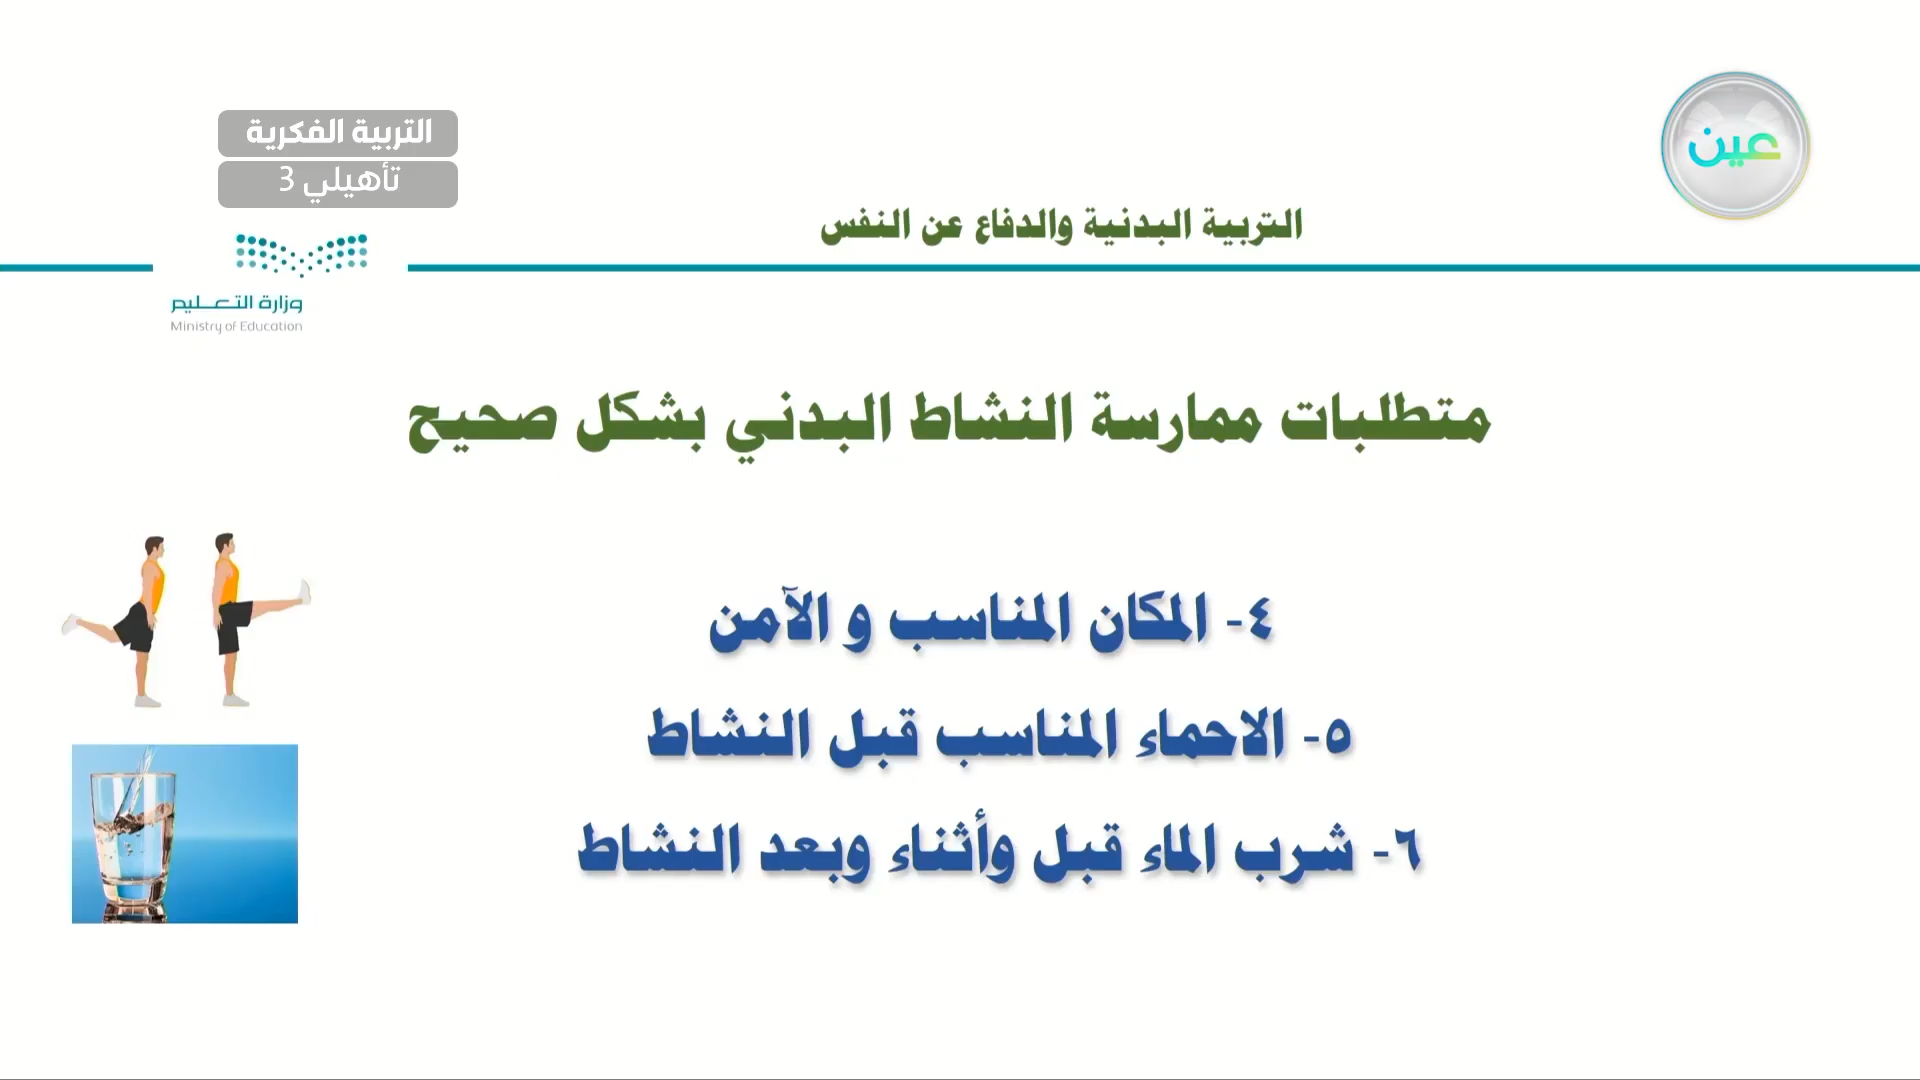 التربية الفكرية
تأهيلي 3
عين
التربية البدنية والدفاع عن النفس
وزارة التعليم
Ministry of Education
متطلبات ممارسة النشاط البدني بشكل صحيح
٤- المكان المناسب و الآمن
٥- الاحماء المناسب قبل النشاط
٦- شرب الماء قبل وأثناء وبعد النشاط